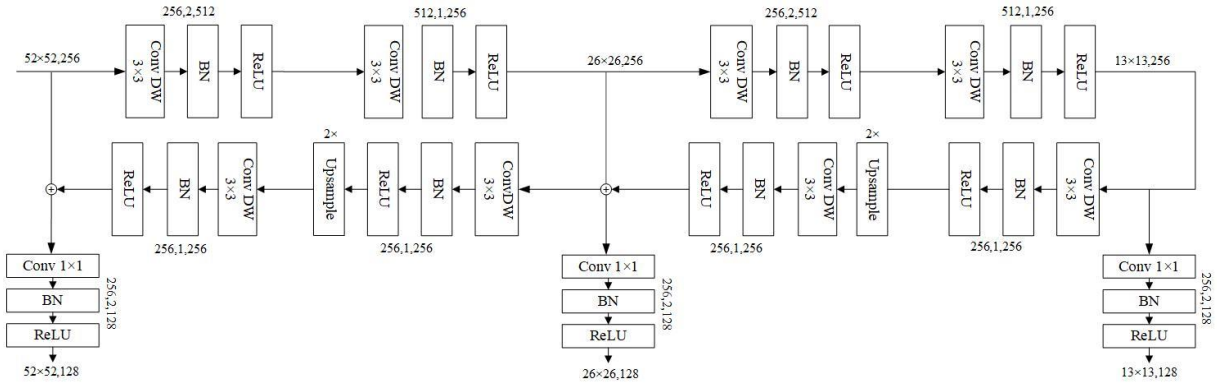 256,2,512
512,1,256
256,2,512
512,1,256
52×52,256
Conv DW
3×3
BN
ReLU
Conv DW
3×3
BN
ReLU
26×26,256
Conv DW
3×3
BN
ReLU
Conv DW
3×3
BN
ReLU
13×13,256
2×
2×
ReLU
BN
Conv DW
3×3
Upsample
ReLU
BN
ConvDW
3×3
ReLU
BN
Conv DW
3×3
Upsample
ReLU
BN
Conv DW
3×3
256,1,256
256,1,256
256,1,256
256,1,256
Conv 1×1
BN
ReLU
256,2,128
52×52,128
Conv 1×1
BN
ReLU
256,2,128
26×26,128
Conv 1×1
BN
ReLU
256,2,128
13×13,128